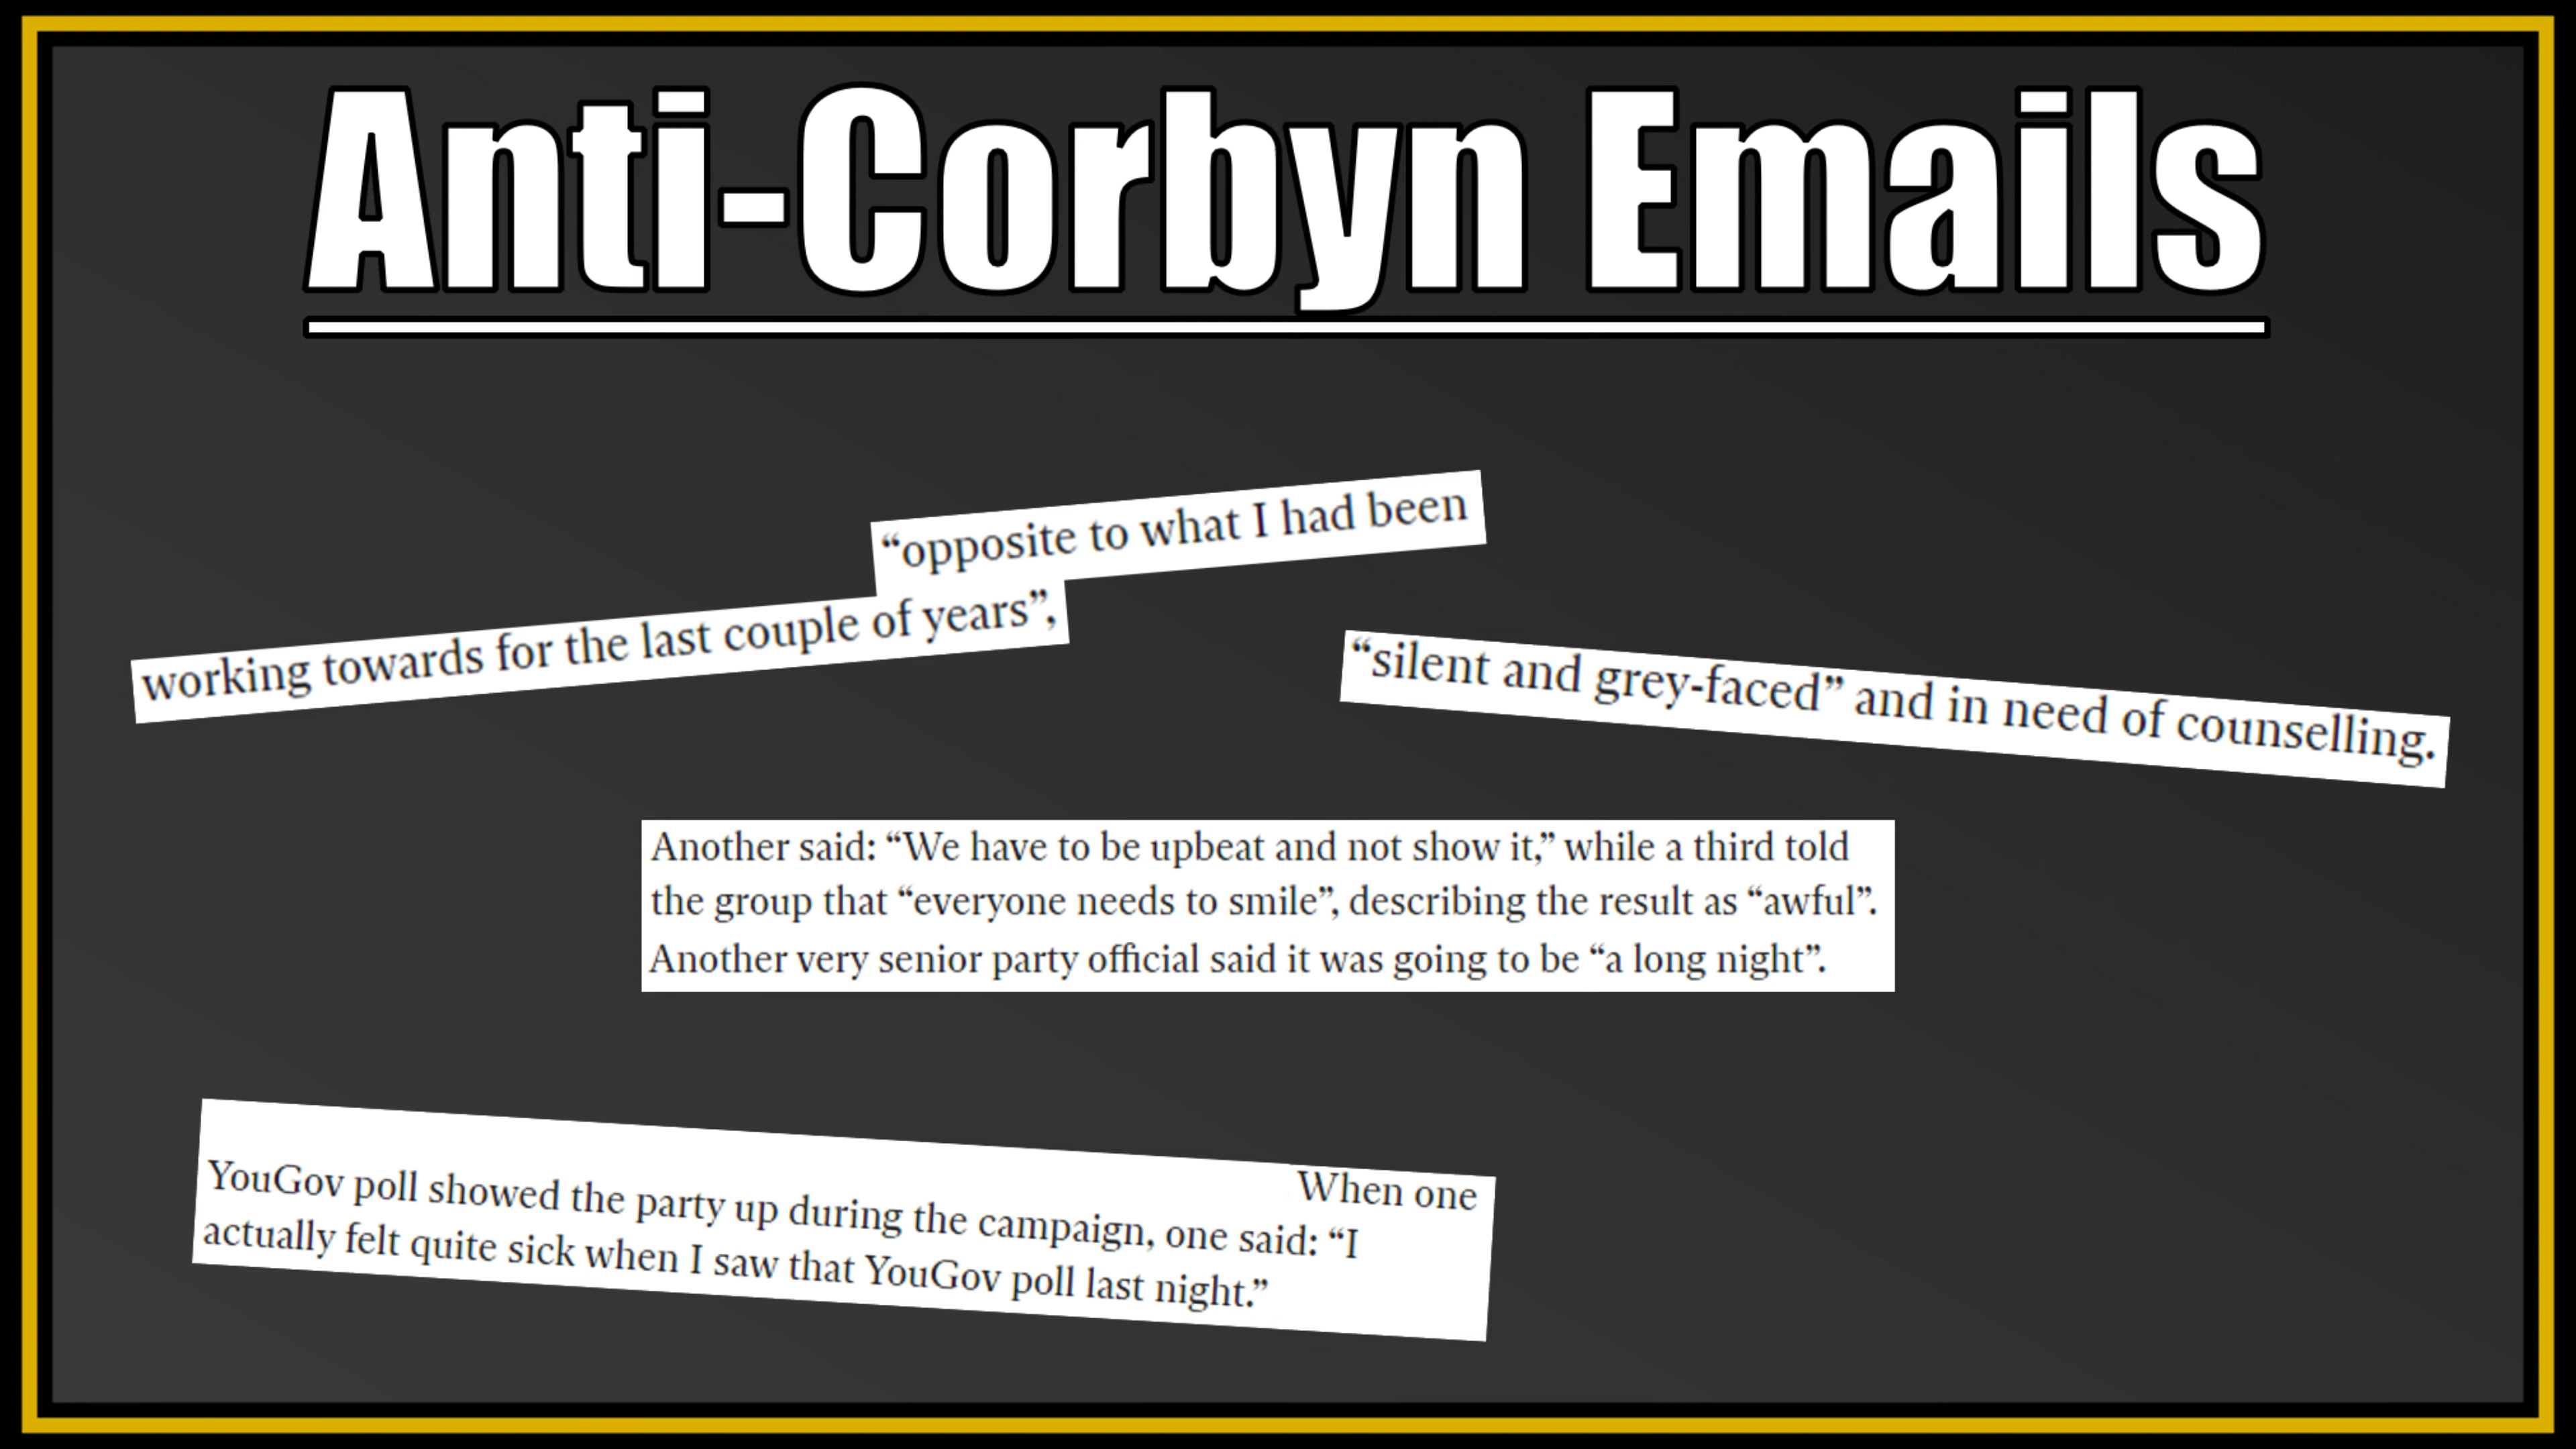 Anti-Corbyn Emails
“opposite to what I had been
working towards for the last couple of years”,
“silent and grey-faced” and in need of counselling.
Another said: “We have to be upbeat and not show it,” while a third told
the group that “everyone needs to smile”, describing the result as “awful”.
Another very senior party official said it was going to be “a long night”.
When one
YouGov poll showed the party up during the campaign, one said: “I
actually felt quite sick when I saw that YouGov poll last night.”